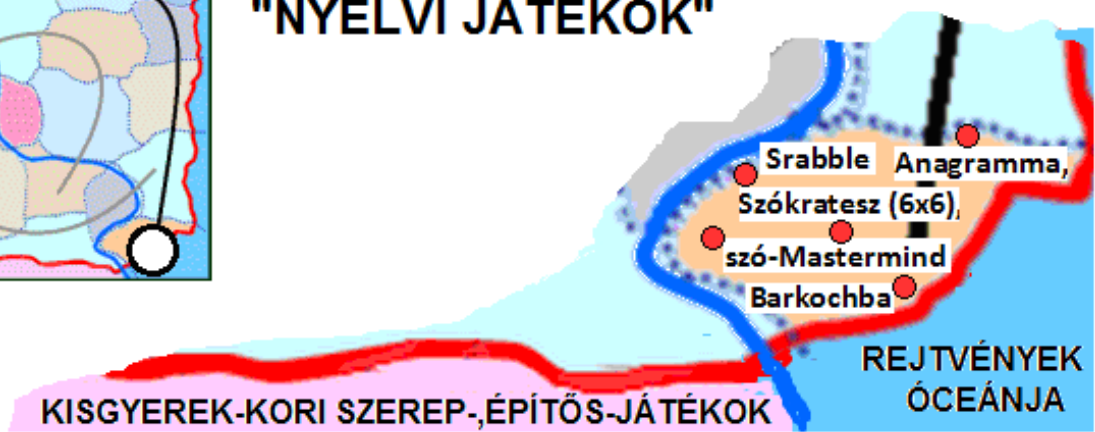 "NYELVI JÁTÉKOK"
Srabble
Anagramma,
Szókratesz (6x6),
szó-Mastermind
Barkochba
REJTVÉNYEK
ÓCEÁNJA
KISGYEREK-KORI SZEREP-,ÉPÍTŐS-JÁTÉKOK